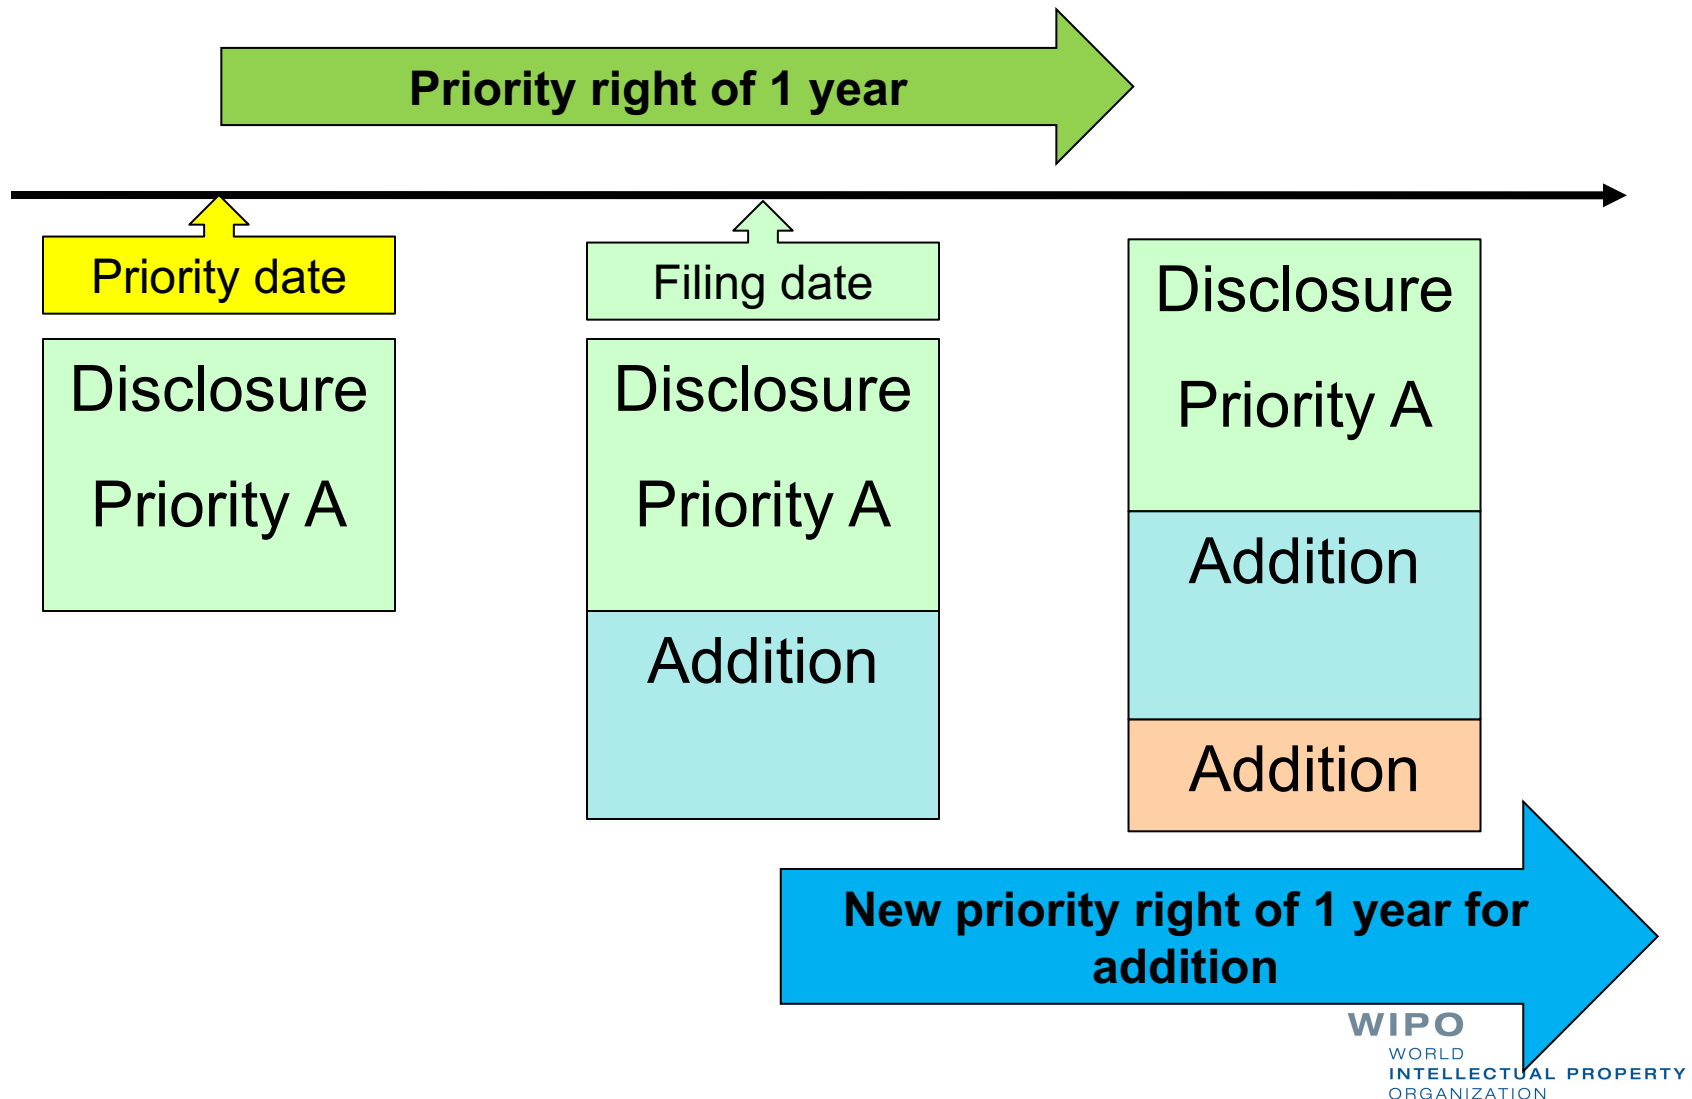 Priority right of 1 year
Priority date
Disclosure
Priority A
Filing date
Disclosure
Priority A
Addition
Disclosure
Priority A
Addition
Addition
New priority right of 1 year for
addition
WIPO
WORLD
INTELLECTUAL PROPERTY
ORGANIZATION